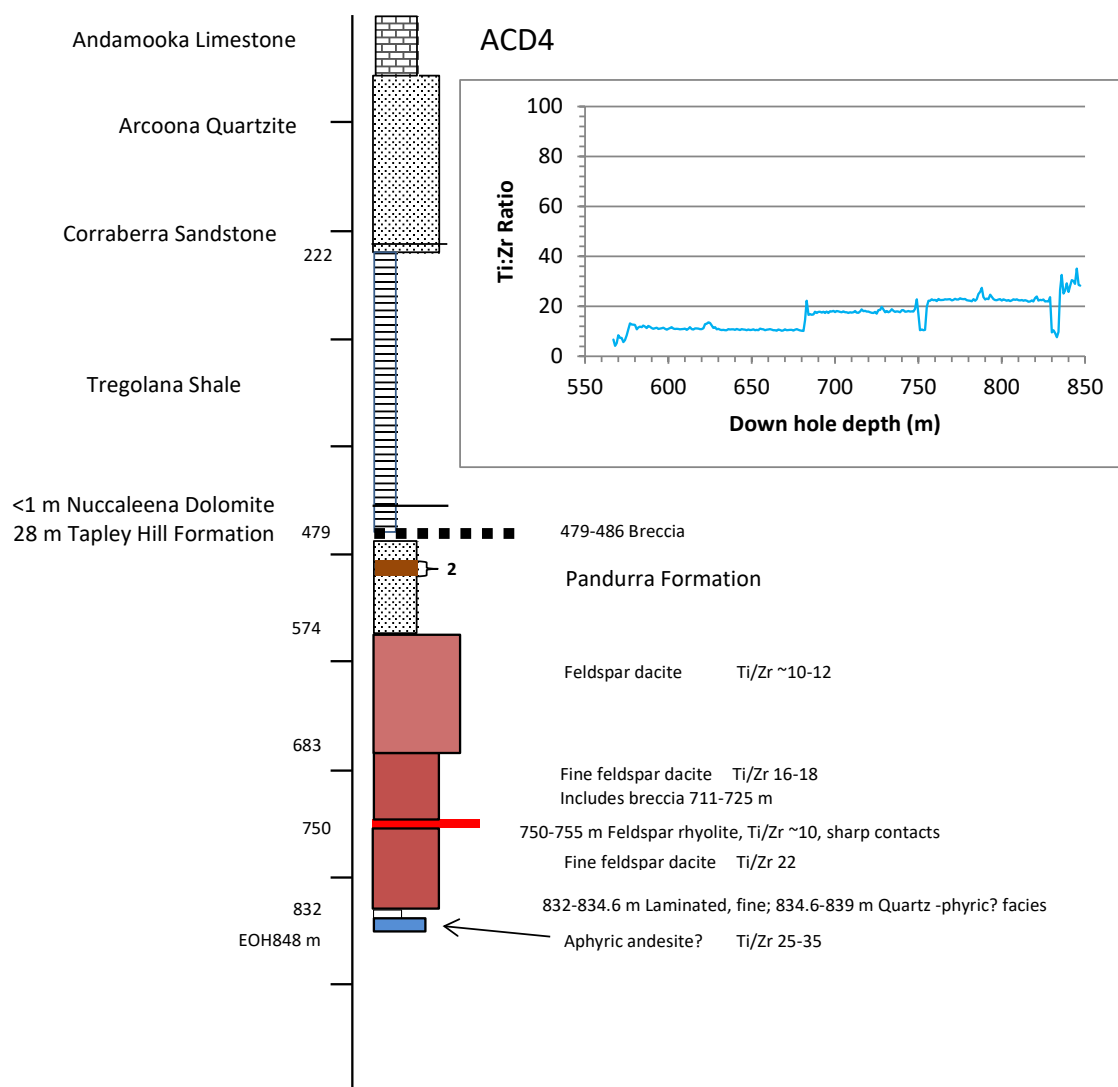 Andamooka Limestone
ACD4
Arcoona Quartzite
Corraberra Sandstone
222
Tregolana Shale
<1 m Nuccaleena Dolomite
28 m Tapley Hill Formation
479
479-486 Breccia
2
Pandurra Formation
574
Feldspar dacite Ti/Zr ~10-12
683
Fine feldspar dacite Ti/Zr 16-18
Includes breccia 711-725 m
750
750-755 m Feldspar rhyolite, Ti/Zr ~10, sharp contacts
Fine feldspar dacite Ti/Zr 22
832
832-834.6 m Laminated, fine; 834.6-839 m Quartz -phyric? facies
EOH848 m
Aphyric andesite? Ti/Zr 25-35
Ti:Zr Ratio
100
80
60
40
20
0
550 600 650 700 750 800 850
Down hole depth (m)